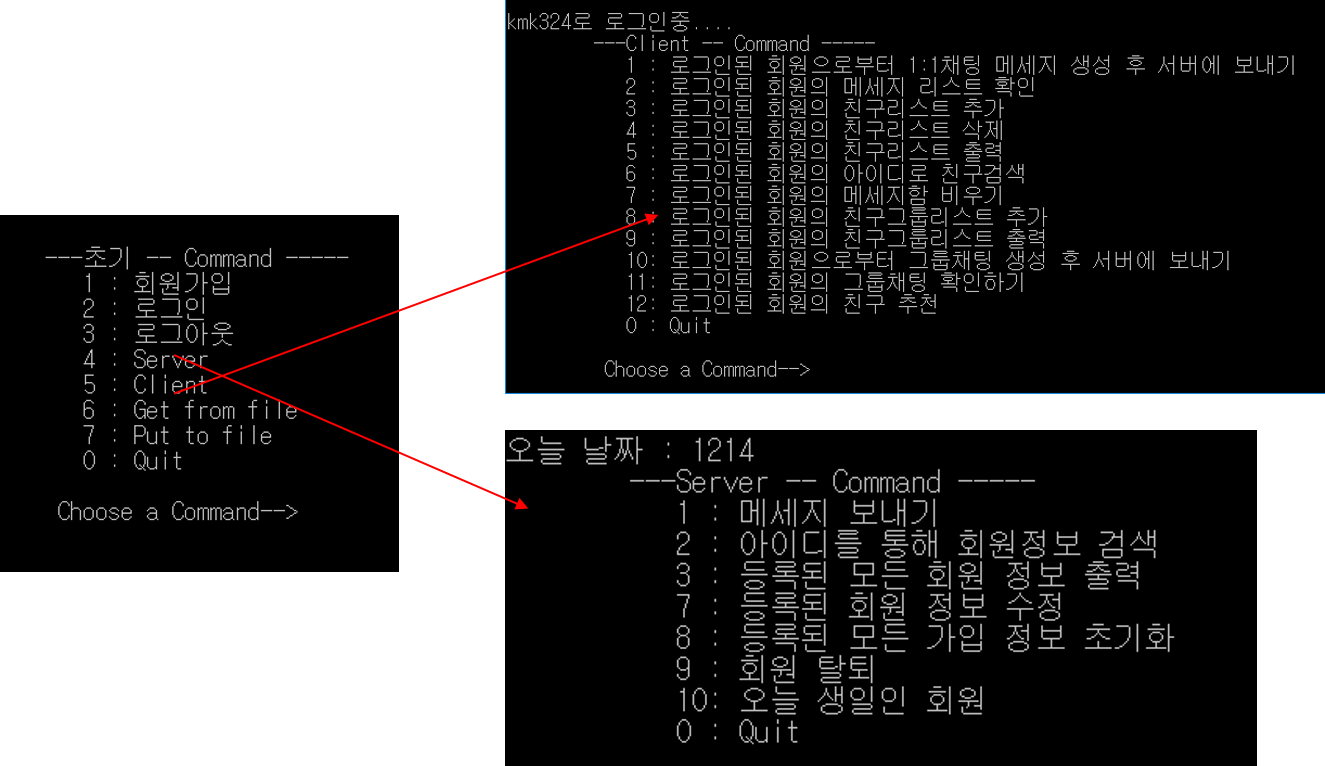 ---초기 -- Command -----
1 : 회원가입
2 : 로그인
3 : 로그아웃
4 : Server
5 : Client
6 : Get from file
7 : Put to file
0 : Quit
Choose a Command-->
kmk324로 로그인중....
---Client -- Command -----
1 : 로그인된 회원으로부터 1:1채팅 메세지 생성 후 서버에 보내기
2 : 로그인된 회원의 메세지 리스트 확인
3 : 로그인된 회원의 친구리스트 추가
4 : 로그인된 회원의 친구리스트 삭제
5 : 로그인된 회원의 친구리스트 출력
6 : 로그인된 회원의 아이디로 친구검색
7 : 로그인된 회원의 메세지함 비우기
8 : 로그인된 회원의 친구그룹리스트 추가
9 : 로그인된 회원의 친구그룹리스트 출력
10: 로그인된 회원으로부터 그룹채팅 생성 후 서버에 보내기
11: 로그인된 회원의 그룹채팅 확인하기
12: 로그인된 회원의 친구 추천
0 : Quit
Choose a Command-->
오늘 날짜 : 1214
---Server -- Command -----
1 : 메세지 보내기
2 : 아이디를 통해 회원정보 검색
3 : 등록된 모든 회원 정보 출력
7 : 등록된 회원 정보 수정
8 : 등록된 모든 가입 정보 초기화
9 : 회원 탈퇴
10: 오늘 생일인 회원
0 : Quit